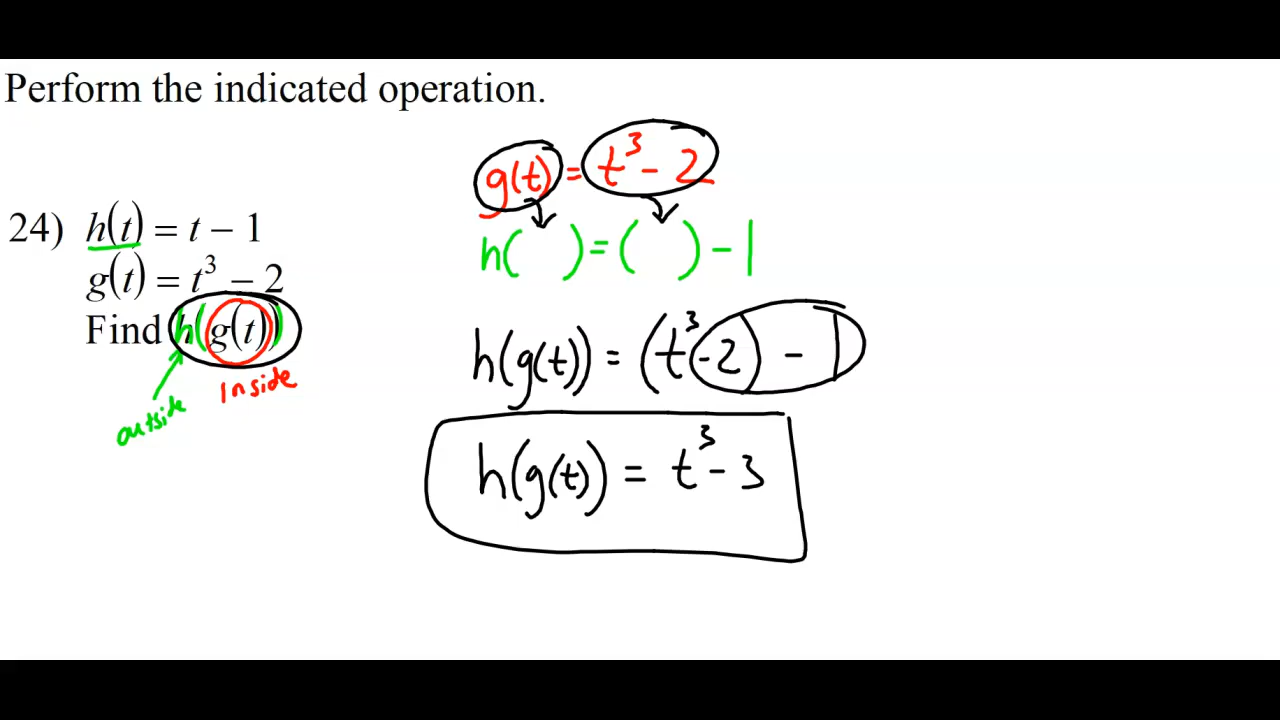 Perform the indicated operation.
24) h(t) = t − 1
g(t) = t³ − 2
Find h(g(t))
outside
Inside
g(t) = t³ − 2
h( ) = ( ) − 1
h(g(t)) = (t³ − 2) − 1
h(g(t)) = t³ − 3